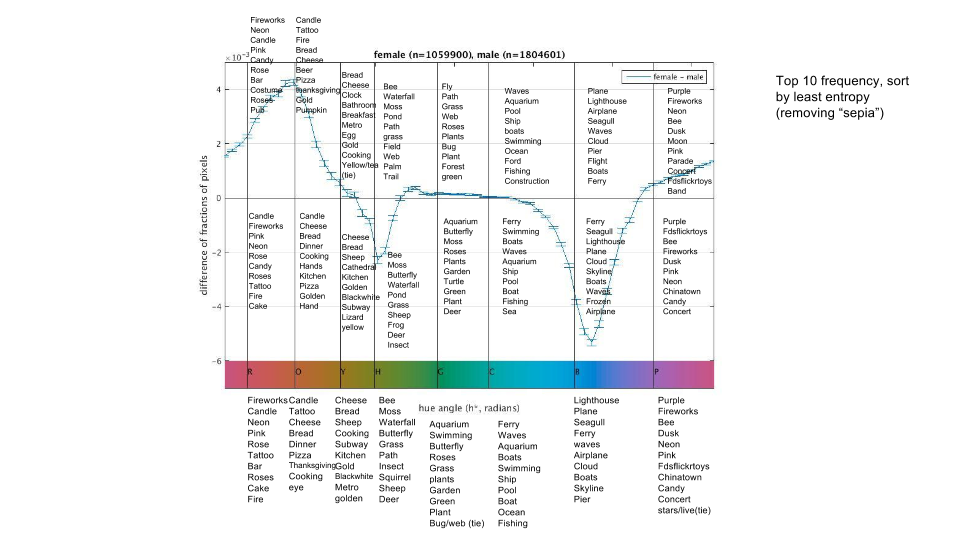 Fireworks
Neon
Candle
Pink
Candy
Rose
Bar
Costume
Roses
Pub
Candle
Tattoo
Fire
Bread
Cheese
Beer
Pizza
thanksgiving
Gold
Pumpkin
×10⁻³
female (n=1059900), male (n=1804601)
female - male
Top 10 frequency, sort
by least entropy
(removing “sepia”)
Bread
Cheese
Clock
Bathroom
Breakfast
Metro
Egg
Gold
Cooking
Yellow/tea
(tie)
Bee
Waterfall
Moss
Pond
Path
grass
Field
Web
Palm
Trail
Fly
Path
Grass
Web
Roses
Plants
Bug
Plant
Forest
green
Waves
Aquarium
Pool
Ship
boats
Swimming
Ocean
Ford
Fishing
Construction
Plane
Lighthouse
Airplane
Seagull
Waves
Cloud
Pier
Flight
Boats
Ferry
Purple
Fireworks
Neon
Bee
Dusk
Moon
Pink
Parade
Concert
Fdsflickrtoys
Band
4
2
0
−2
−4
−6
difference of fractions of pixels
Candle
Fireworks
Pink
Neon
Rose
Candy
Roses
Tattoo
Fire
Cake
Candle
Cheese
Bread
Dinner
Cooking
Hands
Kitchen
Pizza
Golden
Hand
Cheese
Bread
Sheep
Cathedral
Kitchen
Golden
Blackwhite
Subway
Lizard
yellow
Bee
Moss
Butterfly
Waterfall
Pond
Grass
Sheep
Frog
Deer
Insect
Aquarium
Butterfly
Moss
Roses
Plants
Garden
Turtle
Green
Plant
Deer
Ferry
Swimming
Boats
Waves
Aquarium
Ship
Pool
Boat
Fishing
Sea
Ferry
Seagull
Lighthouse
Plane
Cloud
Skyline
Boats
Waves
Frozen
Airplane
Purple
Fdsflickrtoys
Bee
Fireworks
Dusk
Pink
Neon
Chinatown
Candy
Concert
R O Y H G C B P
hue angle (h*, radians)
Fireworks
Candle
Neon
Pink
Rose
Tattoo
Bar
Roses
Cake
Fire
Candle
Tattoo
Cheese
Bread
Dinner
Pizza
Thanksgiving
Cooking
eye
Cheese
Bread
Sheep
Cooking
Subway
Kitchen
Gold
Blackwhite
Metro
golden
Bee
Moss
Waterfall
Butterfly
Grass
Path
Insect
Squirrel
Sheep
Deer
Aquarium
Swimming
Butterfly
Roses
Grass
plants
Garden
Green
Plant
Bug/web (tie)
Ferry
Waves
Aquarium
Boats
Swimming
Ship
Pool
Boat
Ocean
Fishing
Lighthouse
Plane
Seagull
Ferry
waves
Airplane
Cloud
Boats
Skyline
Pier
Purple
Fireworks
Bee
Dusk
Neon
Pink
Fdsflickrtoys
Chinatown
Candy
Concert
stars/live(tie)